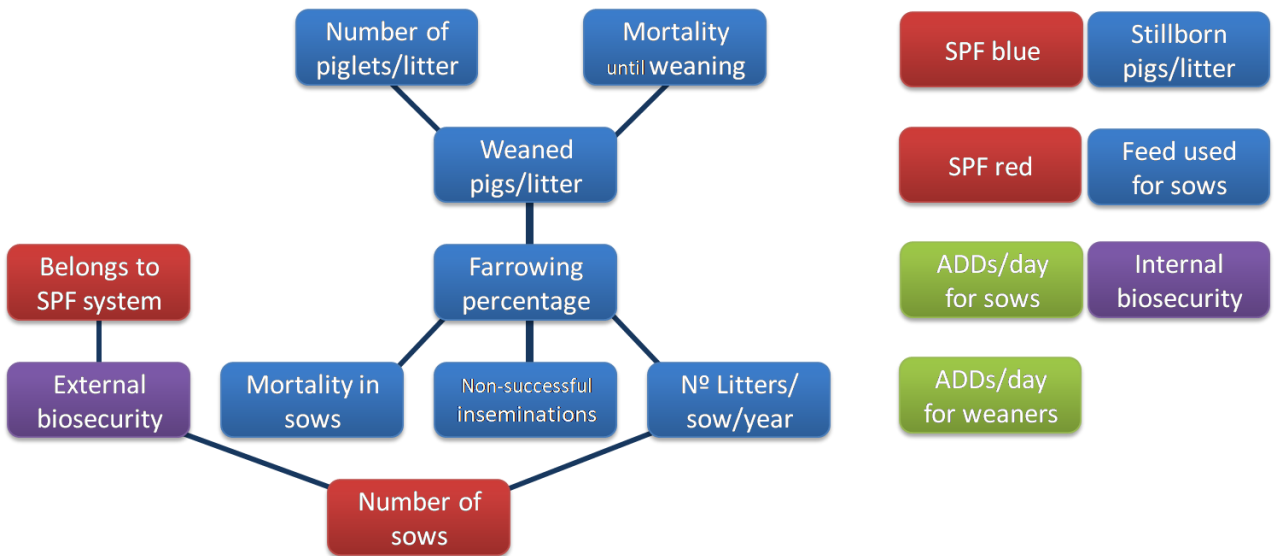 Number of
piglets/litter
Mortality
until weaning
Weaned
pigs/litter
Farrowing
percentage
Belongs to
SPF system
External
biosecurity
Mortality in
sows
Non-successful
inseminations
Nº Litters/
sow/year
Number of
sows
SPF blue
Stillborn
pigs/litter
SPF red
Feed used
for sows
ADDs/day
for sows
Internal
biosecurity
ADDs/day
for weaners